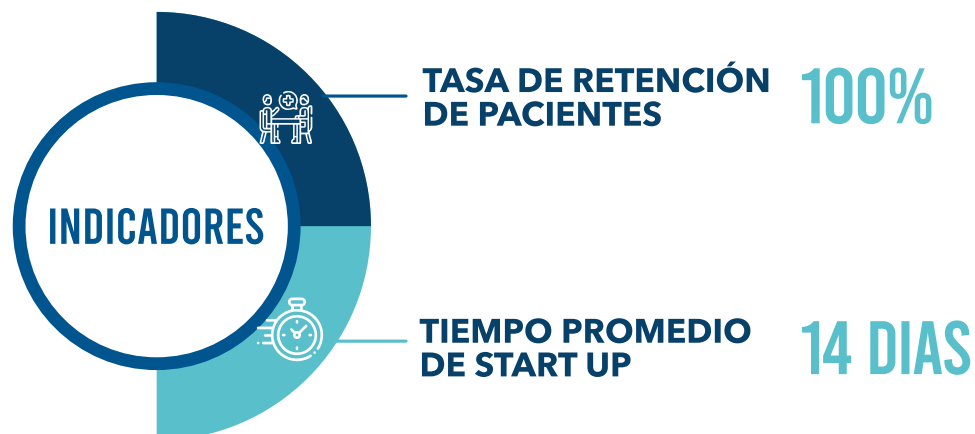 INDICADORES
TASA DE RETENCIÓN
DE PACIENTES
100%
TIEMPO PROMEDIO
DE START UP
14 DIAS